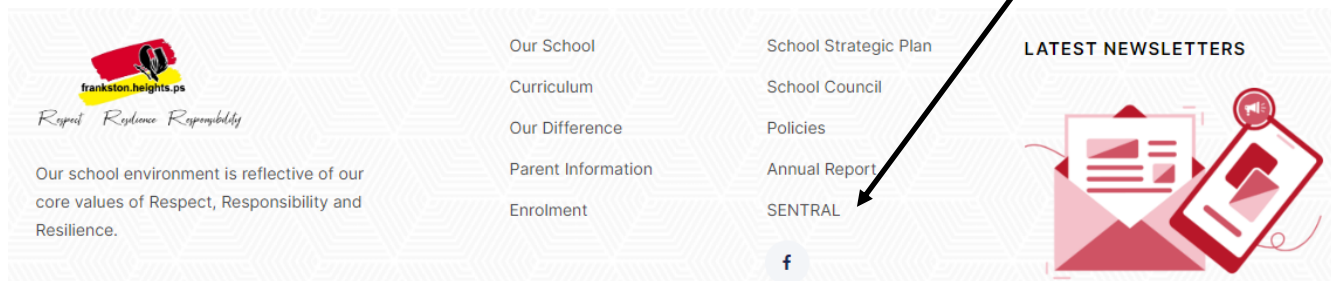 frankston.heights.ps
Respect Resilience Responsibility
Our school environment is reflective of our
core values of Respect, Responsibility and
Resilience.
Our School
Curriculum
Our Difference
Parent Information
Enrolment
School Strategic Plan
School Council
Policies
Annual Report
SENTRAL
f
LATEST NEWSLETTERS